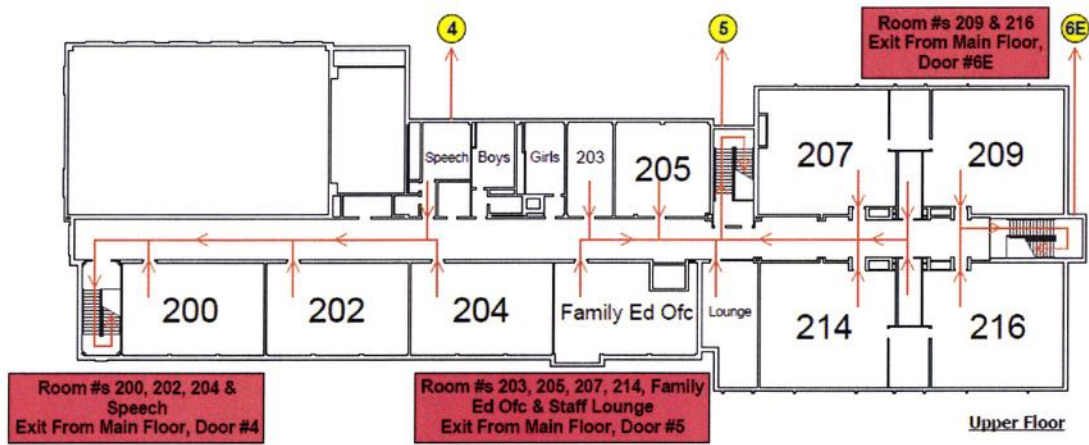 4
5
6E
Room #s 209 & 216
Exit From Main Floor,
Door #6E
Speech
Boys
Girls
203
205
207
209
200
202
204
Family Ed Ofc
Lounge
214
216
Room #s 200, 202, 204 &
Speech
Exit From Main Floor, Door #4
Room #s 203, 205, 207, 214, Family
Ed Ofc & Staff Lounge
Exit From Main Floor, Door #5
Upper Floor